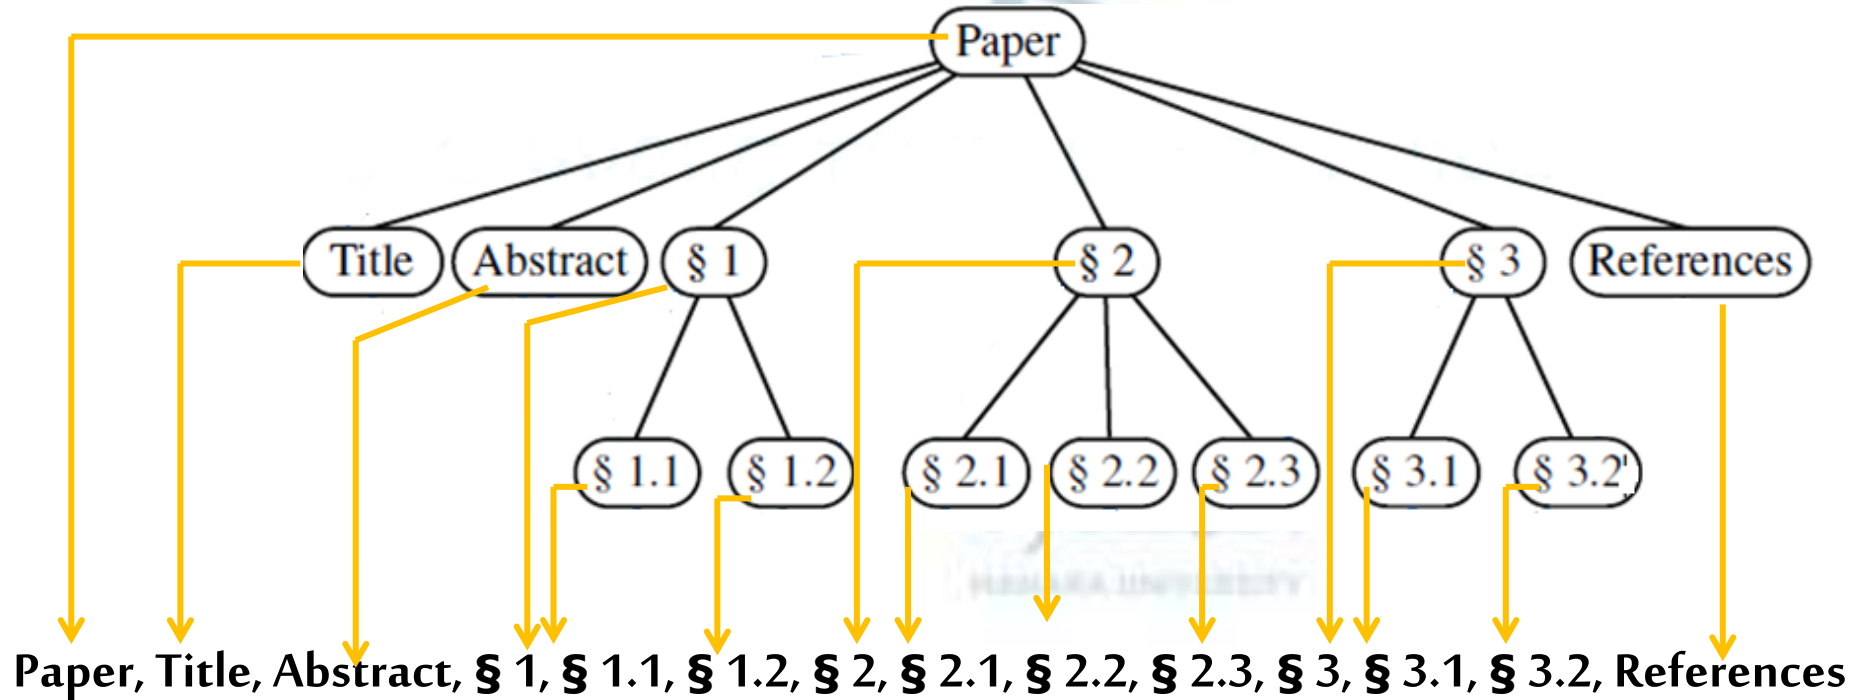 Paper
Title Abstract § 1 § 2 § 3 References
§ 1.1 § 1.2 § 2.1 § 2.2 § 2.3 § 3.1 § 3.2
Paper, Title, Abstract, § 1, § 1.1, § 1.2, § 2, § 2.1, § 2.2, § 2.3, § 3, § 3.1, § 3.2, References